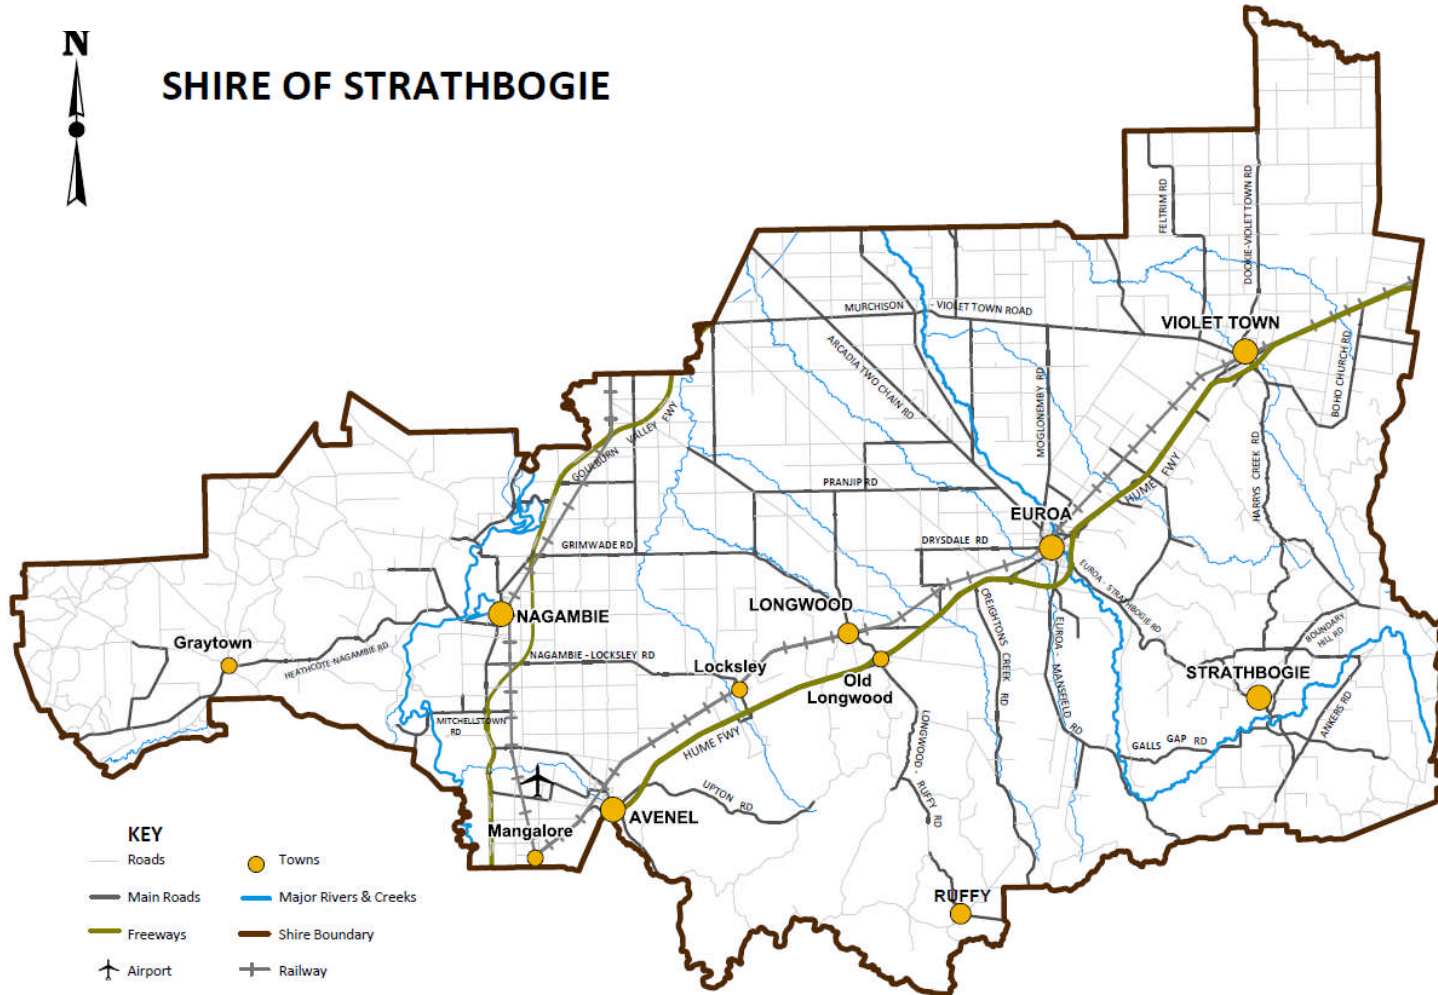 N
SHIRE OF STRATHBOGIE
FELTRIM RD
DOOKIE-VIOLET TOWN RD
MURCHISON - VIOLET TOWN ROAD
VIOLET TOWN
ARCADIA TWO CHAIN RD
BOHO CHURCH RD
MOGLONEMBY RD
GOULBURN VALLEY FWY
HUME FWY
HARRYS CREEK RD
PRANJIP RD
EUROA
GRIMWADE RD
DRYSDALE RD
EUROA - STRATHBOGIE RD
NAGAMBIE
LONGWOOD
CREIGHTONS CREEK RD
EUROA - MANSFIELD RD
BOUNDARY
HILL RD
Graytown
HEATHCOTE-NAGAMBIE RD
NAGAMBIE - LOCKSLEY RD
Locksley
Old
Longwood
STRATHBOGIE
MITCHELLSTOWN
RD
HUME FWY
LONGWOOD - RUFFY RD
GALLS GAP RD
ANKERS RD
UPTON RD
AVENEL
Mangalore
RUFFY
KEY
Roads
Towns
Main Roads
Major Rivers & Creeks
Freeways
Shire Boundary
Airport
Railway